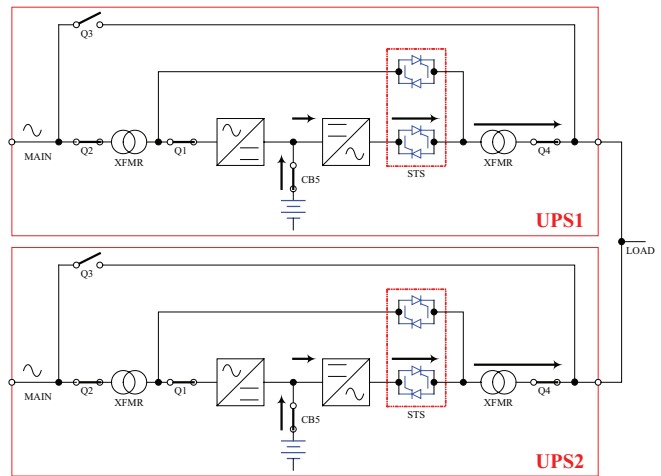 Q3
MAIN
Q2
XFMR
Q1
CB5
STS
XFMR
Q4
UPS1
LOAD
Q3
MAIN
Q2
XFMR
Q1
CB5
STS
XFMR
Q4
UPS2